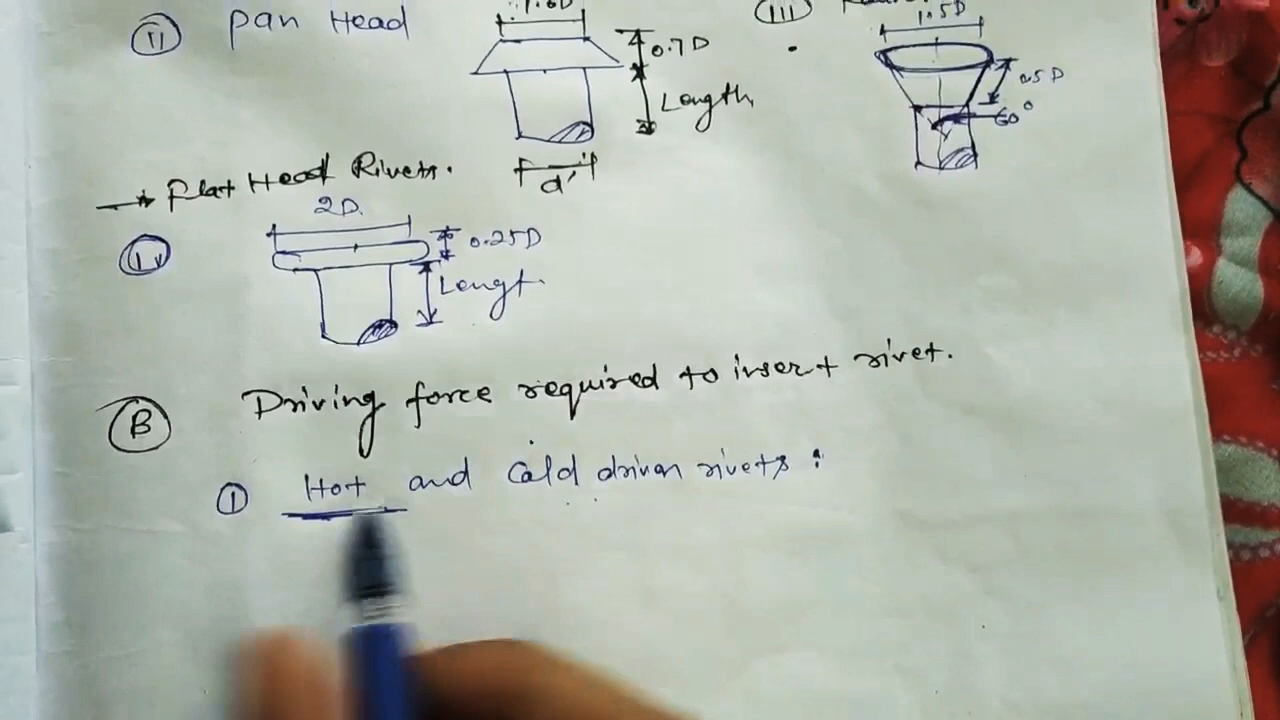 II Pan Head
1.6D
0.7D
Length
d'
III
1.5D
0.5D
60°
→ Flat Head Rivets.
IV
2D.
0.25D
Lengt.
B Driving force required to insert rivet.
1 Hot and Cold driven rivets :